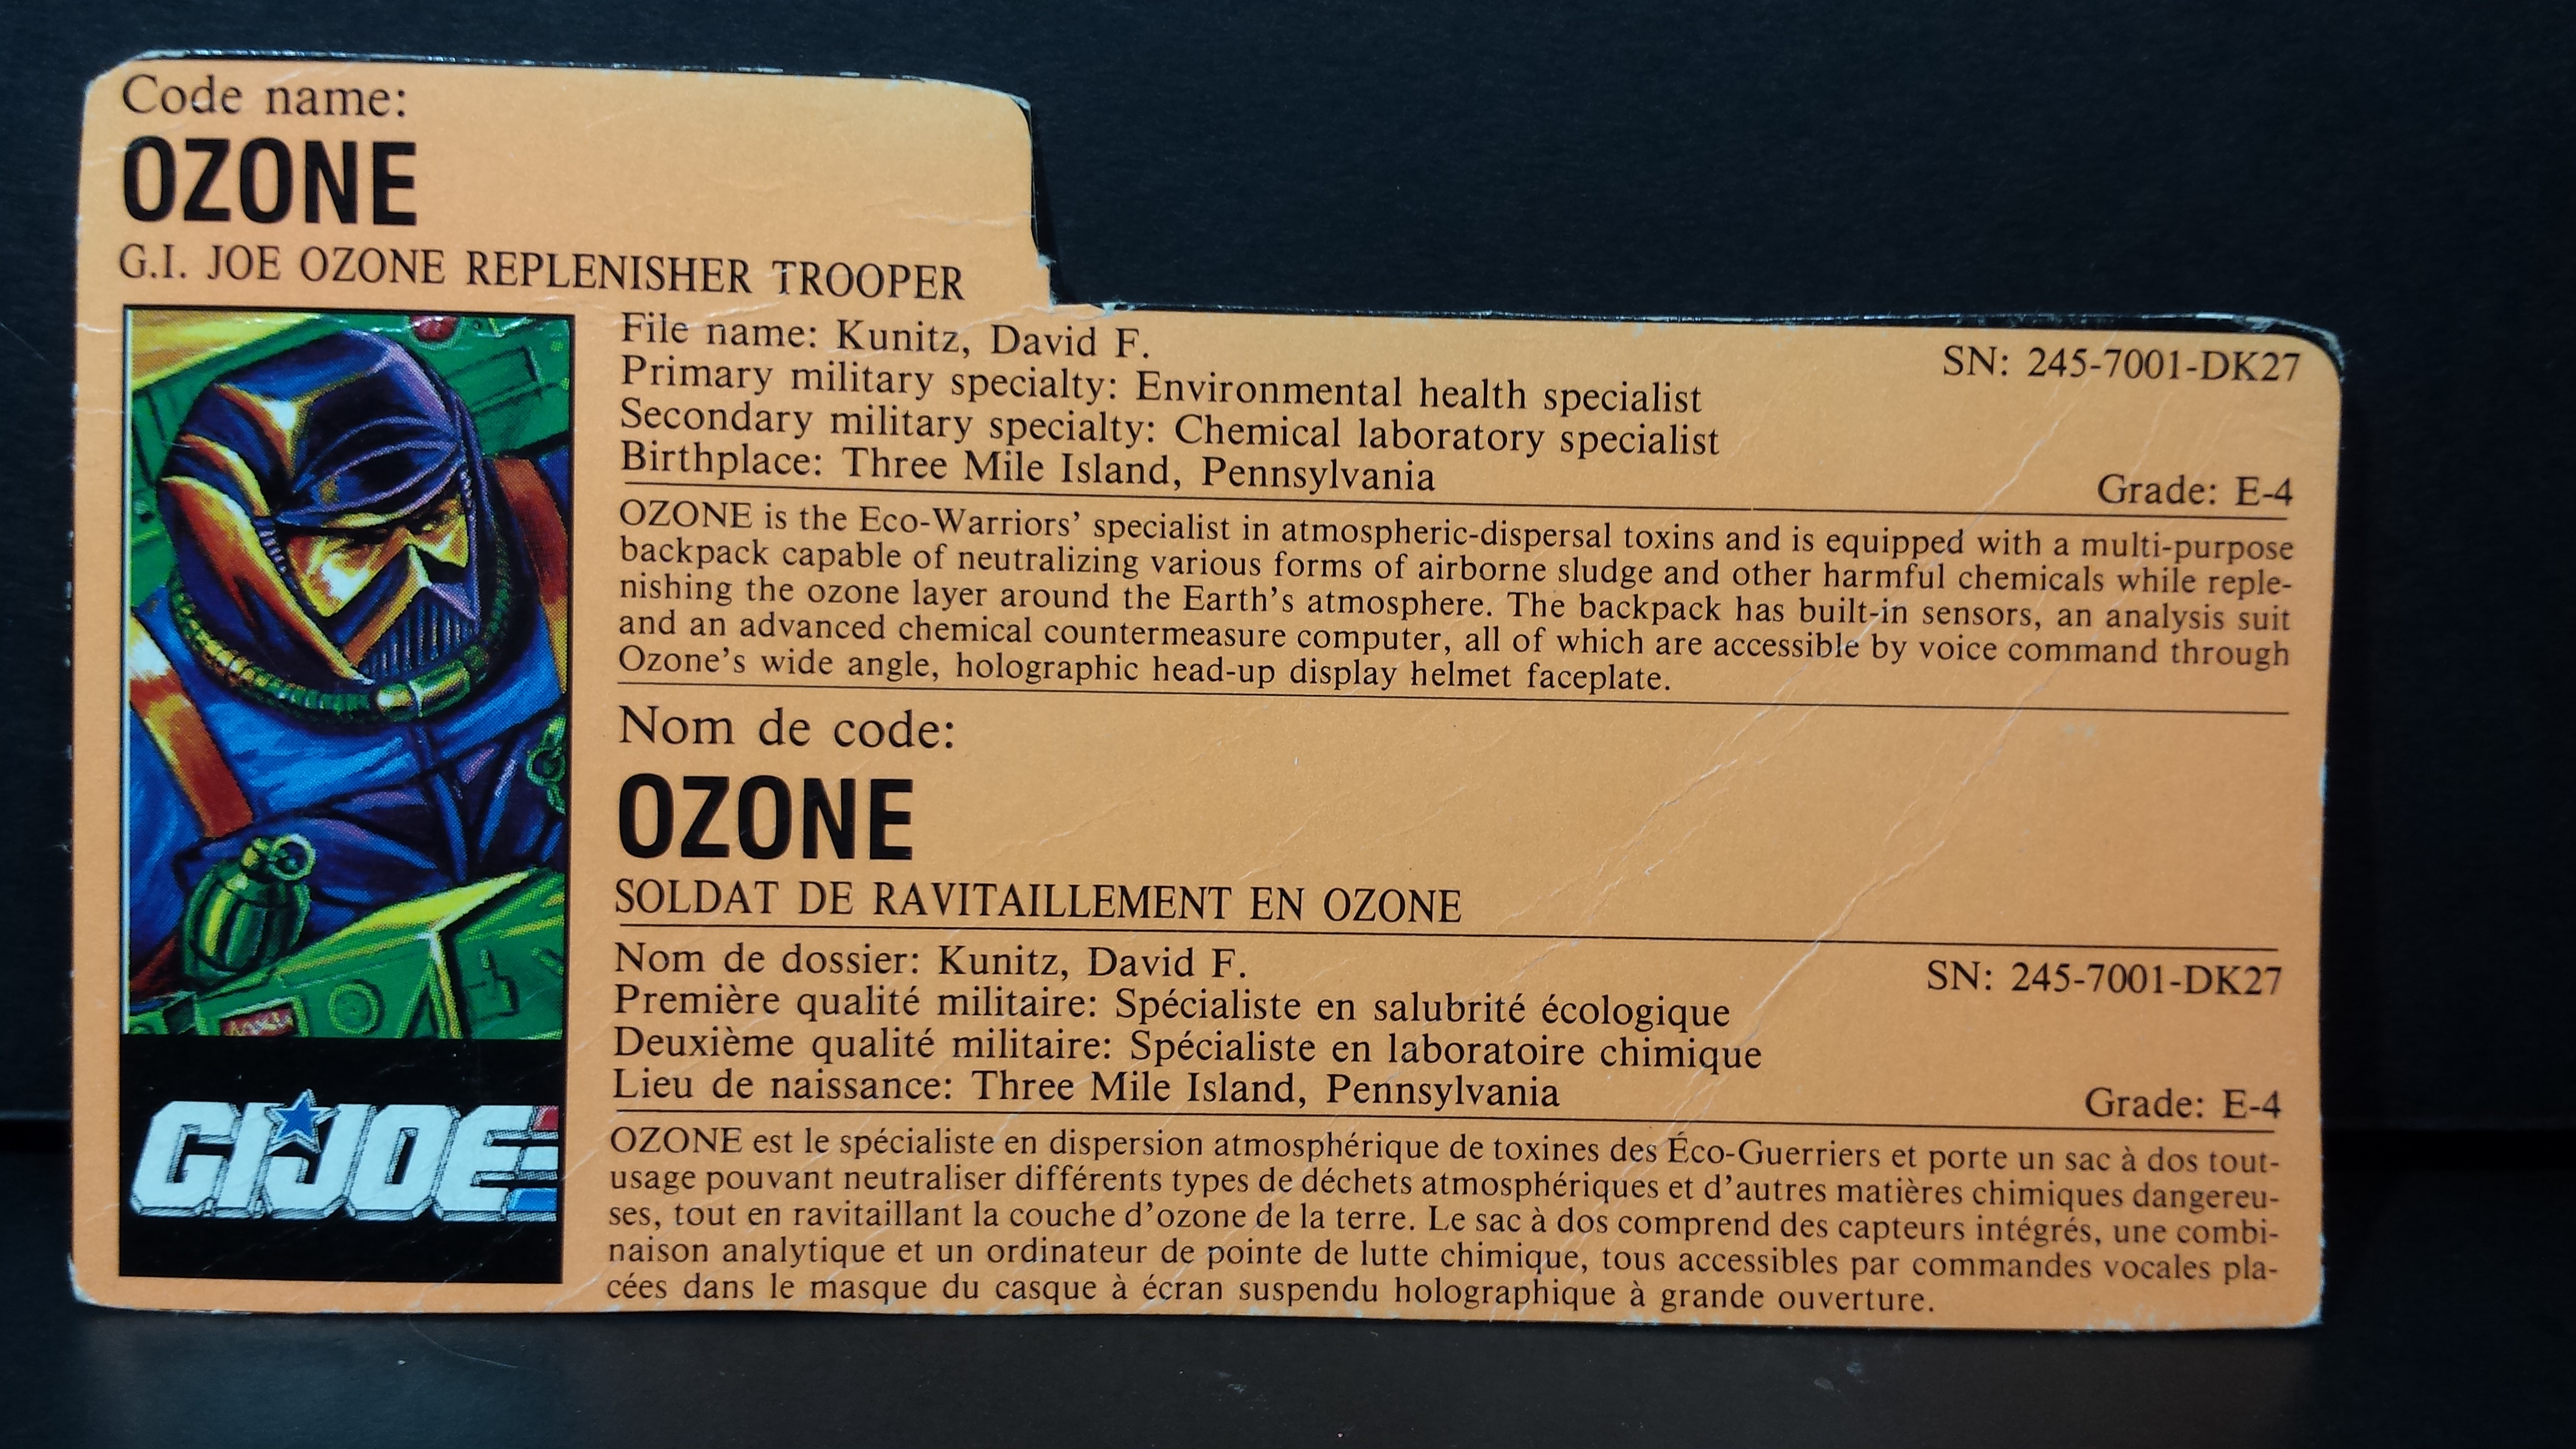 Code name:
OZONE
G.I. JOE OZONE REPLENISHER TROOPER
File name: Kunitz, David F.
SN: 245-7001-DK27
Primary military specialty: Environmental health specialist
Secondary military specialty: Chemical laboratory specialist
Birthplace: Three Mile Island, Pennsylvania
Grade: E-4
OZONE is the Eco-Warriors' specialist in atmospheric-dispersal toxins and is equipped with a multi-purpose
backpack capable of neutralizing various forms of airborne sludge and other harmful chemicals while reple-
nishing the ozone layer around the Earth's atmosphere. The backpack has built-in sensors, an analysis suit
and an advanced chemical countermeasure computer, all of which are accessible by voice command through
Ozone's wide angle, holographic head-up display helmet faceplate.
Nom de code:
OZONE
SOLDAT DE RAVITAILLEMENT EN OZONE
Nom de dossier: Kunitz, David F.
SN: 245-7001-DK27
Première qualité militaire: Spécialiste en salubrité écologique
Deuxième qualité militaire: Spécialiste en laboratoire chimique
Lieu de naissance: Three Mile Island, Pennsylvania
Grade: E-4
OZONE est le spécialiste en dispersion atmosphérique de toxines des Éco-Guerriers et porte un sac à dos tout-
usage pouvant neutraliser différents types de déchets atmosphériques et d'autres matières chimiques dangereu-
ses, tout en ravitaillant la couche d'ozone de la terre. Le sac à dos comprend des capteurs intégrés, une combi-
naison analytique et un ordinateur de pointe de lutte chimique, tous accessibles par commandes vocales pla-
cées dans le masque du casque à écran suspendu holographique à grande ouverture.
GI JOE